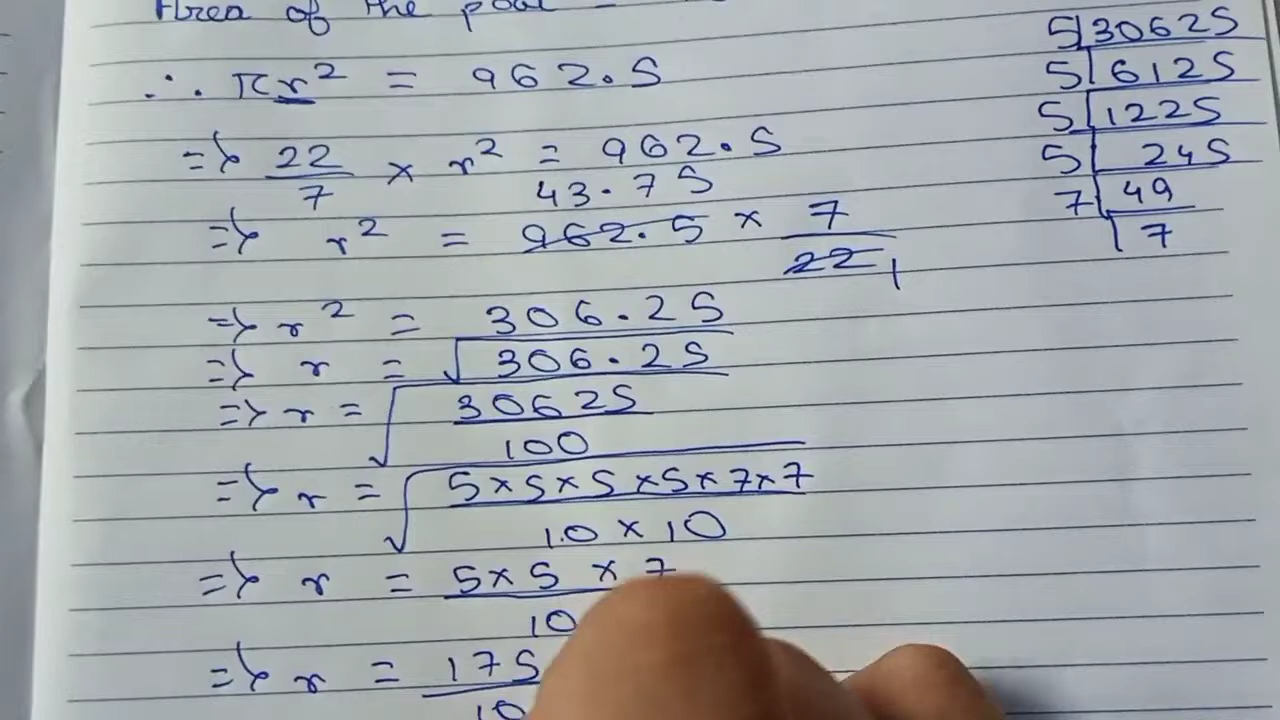 Area of the pool =
∴ πr² = 962.5
=> 22/7 × r² = 962.5
43.75
=> r² = 962.5 × 7/22 1
=> r² = 306.25
=> r = √306.25
=> r = √(30625/100)
=> r = √(5×5×5×5×7×7/10×10)
=> r = 5×5×7/10
=> r = 175/10
5|30625
5|6125
5|1225
5|245
7|49
|7